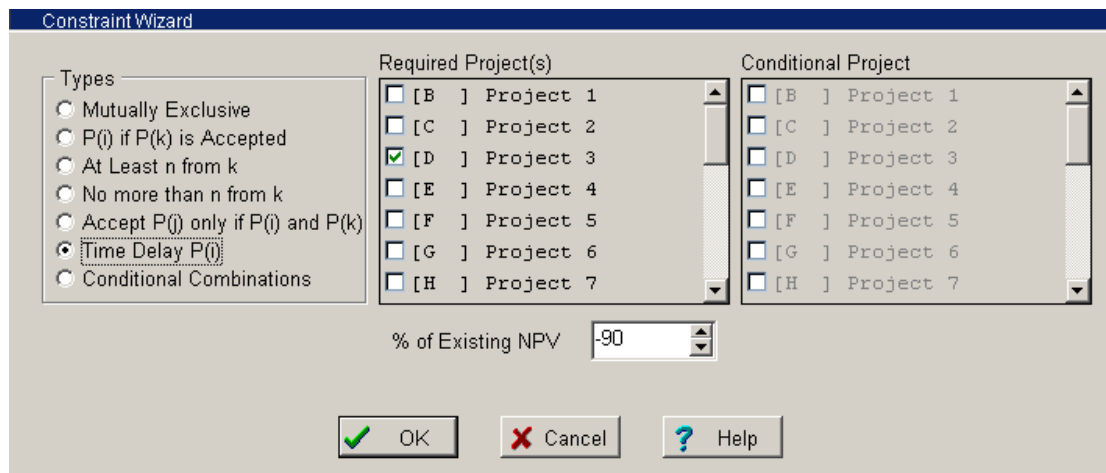 Constraint Wizard
Types
Mutually Exclusive
P(i) if P(k) is Accepted
At Least n from k
No more than n from k
Accept P(j) only if P(i) and P(k)
Time Delay P(i)
Conditional Combinations
Required Project(s)
[B ] Project 1
[C ] Project 2
[D ] Project 3
[E ] Project 4
[F ] Project 5
[G ] Project 6
[H ] Project 7
Conditional Project
[B ] Project 1
[C ] Project 2
[D ] Project 3
[E ] Project 4
[F ] Project 5
[G ] Project 6
[H ] Project 7
% of Existing NPV -90
OK Cancel ? Help